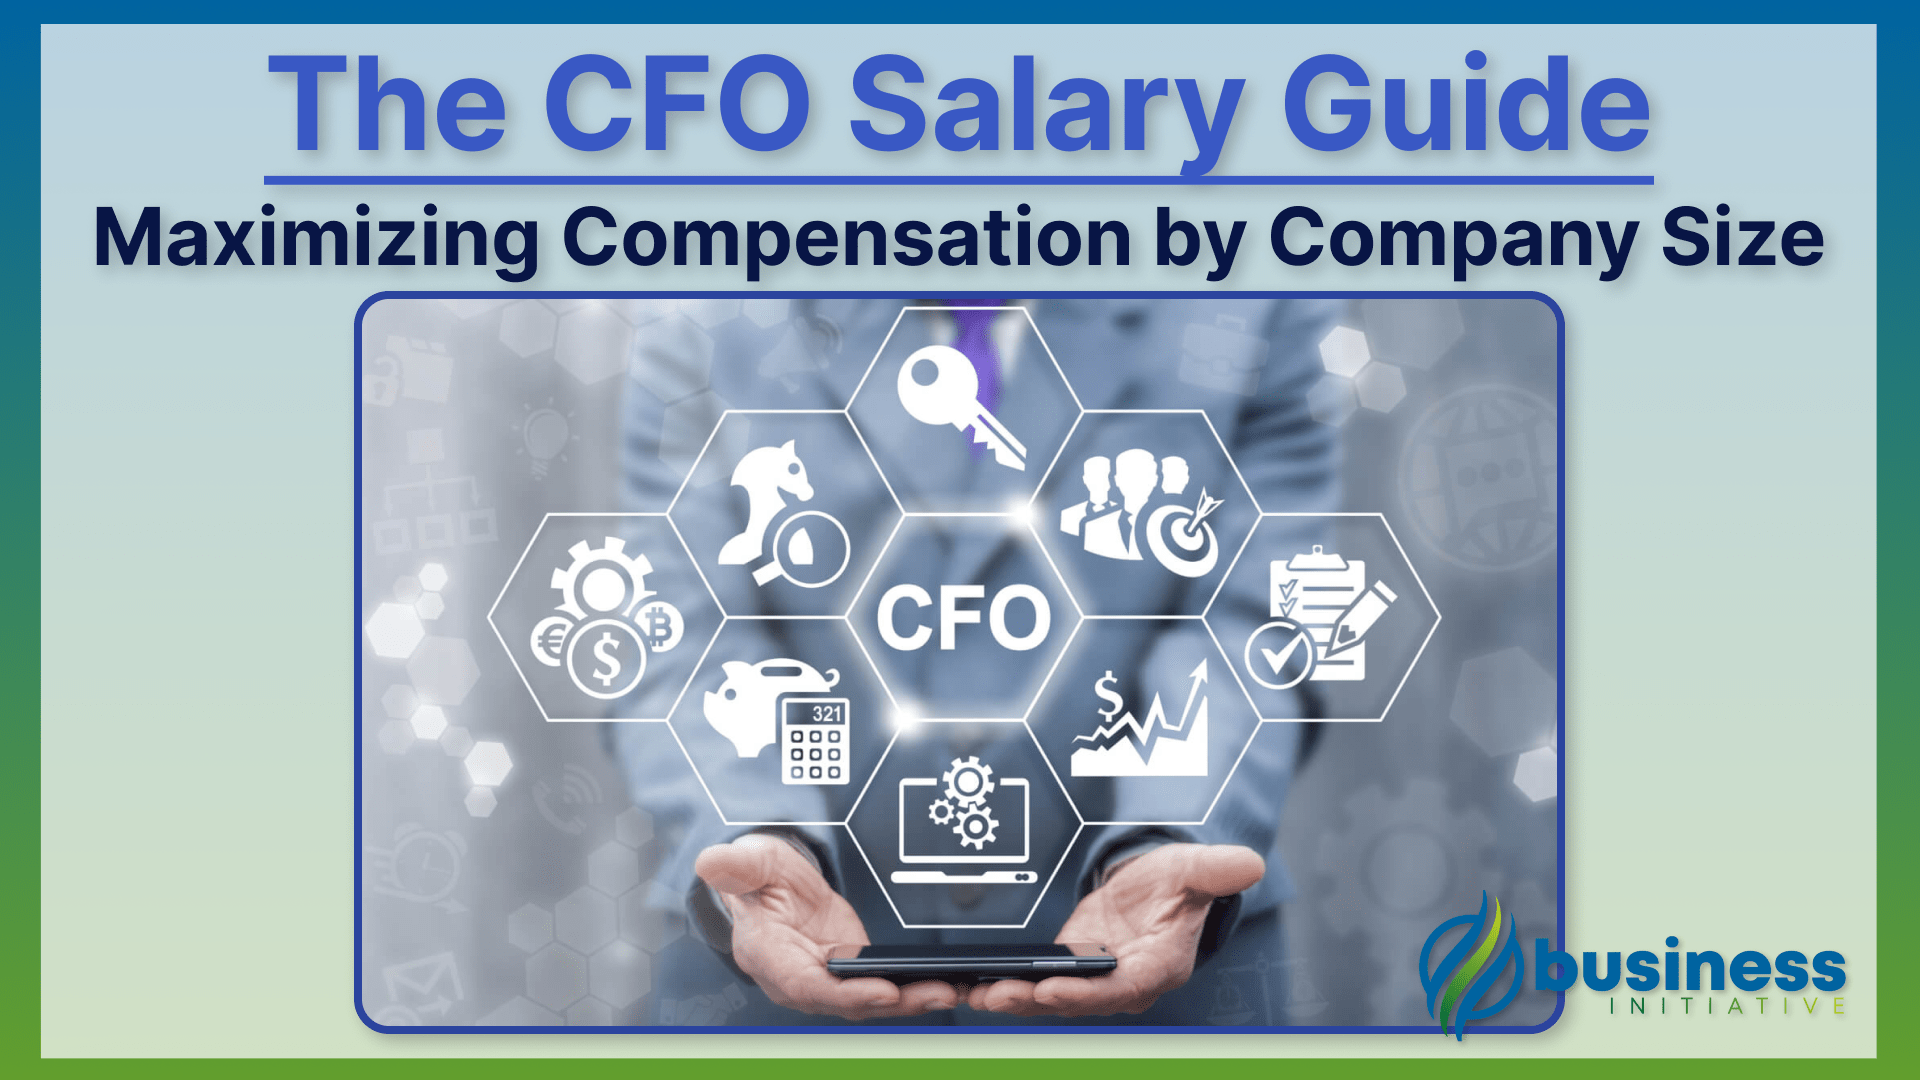 The CFO Salary Guide
Maximizing Compensation by Company Size
CFO
€
$
B
321
$
business
INITIATIVE